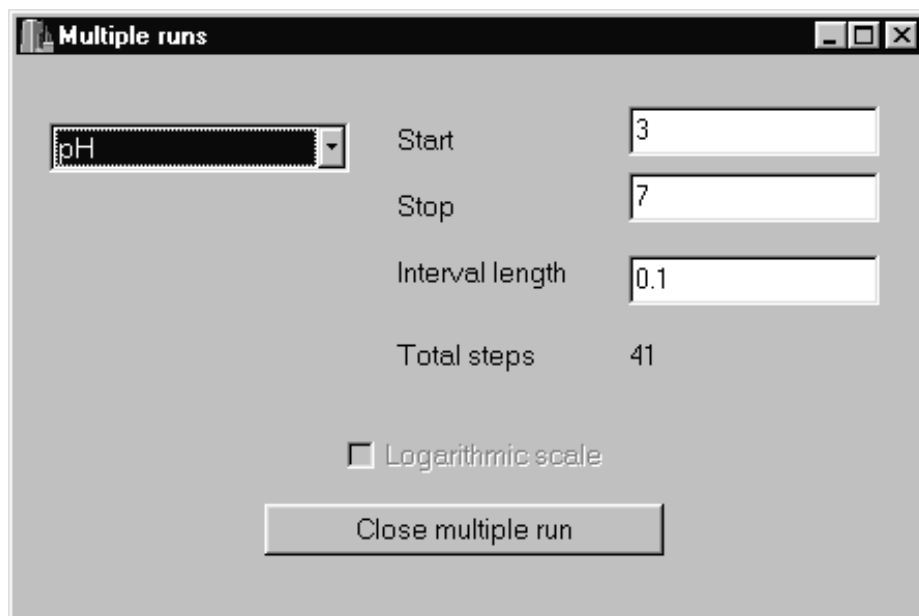 Multiple runs
pH
Start
3
Stop
7
Interval length
0.1
Total steps
41
Logarithmic scale
Close multiple run